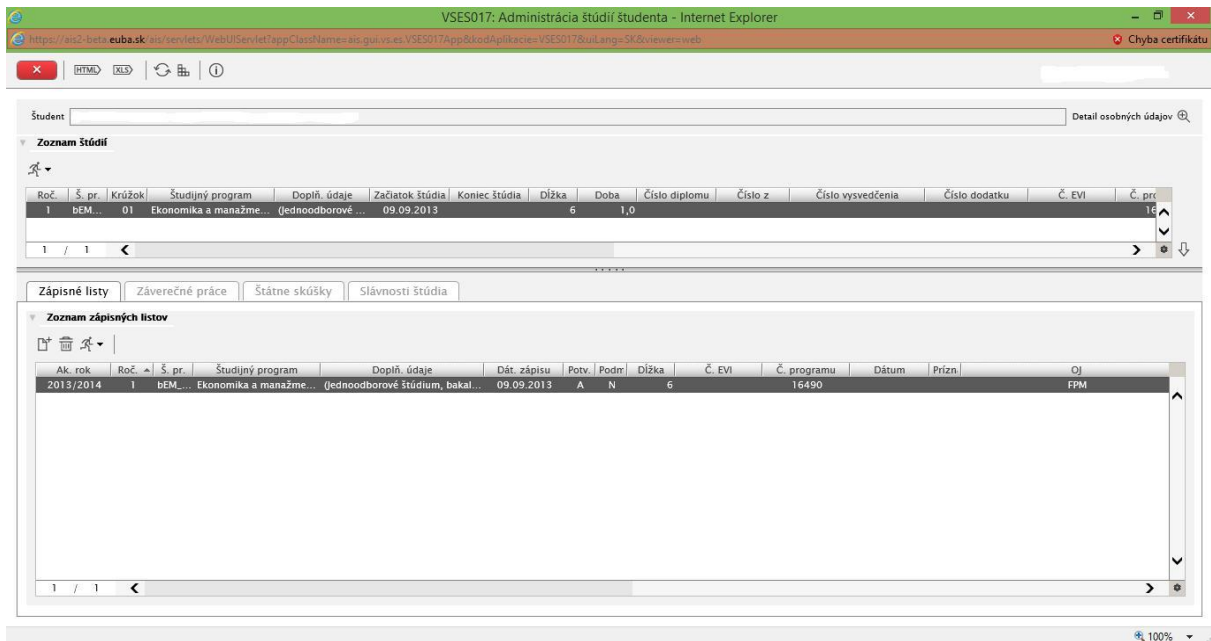 VSES017: Administrácia štúdií študenta - Internet Explorer
https://ais2-beta.euba.sk/ais/servlets/WebUIServlet?appClassName=ais.gui.vs.es.VSES017App&kodAplikacie=VSES017&uiLang=SK&viewer=web Chyba certifikátu
HTML XLS
Študent Detail osobných údajov
Zoznam štúdií
Roč. Š. pr. Krúžok Študijný program Doplň. údaje Začiatok štúdia Koniec štúdia Dĺžka Doba Číslo diplomu Číslo z Číslo vysvedčenia Číslo dodatku Č. EVI Č. pro
1 bEM... 01 Ekonomika a manažme... (Jednoodborové ... 09.09.2013 6 1,0 16
1 / 1
Zápisné listy Záverečné práce Štátne skúšky Slávnosti štúdia
Zoznam zápisných listov
Ak. rok Roč. Š. pr. Študijný program Doplň. údaje Dát. zápisu Potv. Podm Dĺžka Č. EVI Č. programu Dátum Prízn. OJ
2013/2014 1 bEM_... Ekonomika a manažme... (Jednoodborové štúdium, bakal... 09.09.2013 A N 6 16490 FPM
1 / 1
100%